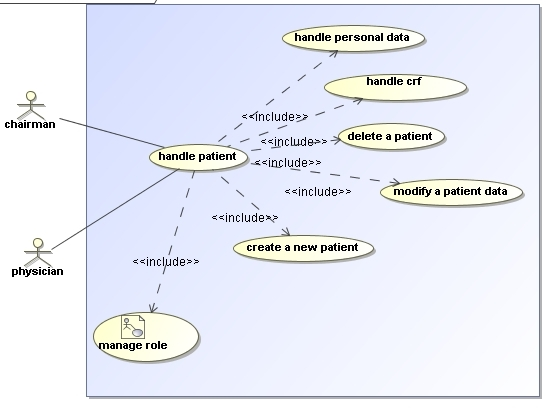 handle personal data
handle crf
<<include>>
chairman
delete a patient
<<include>>
handle patient
<<include>>
<<include>>
modify a patient data
<<include>>
create a new patient
physician
<<include>>
manage role